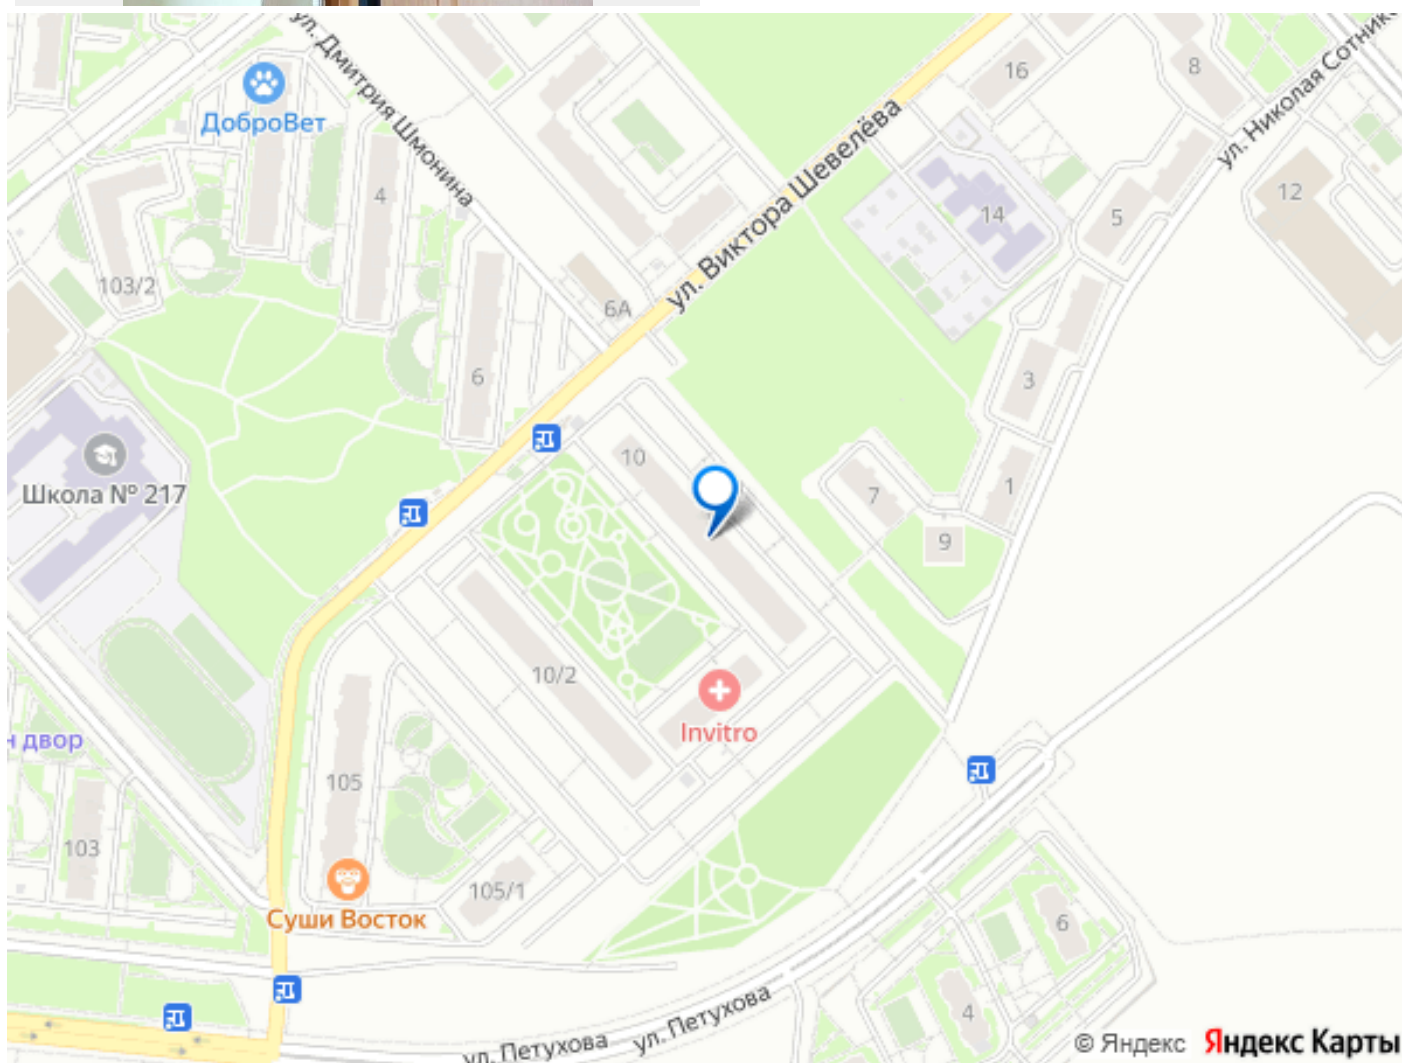 ул. Дмитрия Шмонина
ДоброВет
16
8
ул. Николая Сотник
ул. Виктора Шевелёва
4
12
14
5
103/2
6А
6
3
10
Школа № 217
7
1
9
10/2
Invitro
н двор
105
103
105/1
Суши Восток
6
4
ул. Петухова
ул. Петухова
© Яндекс
Яндекс Карты